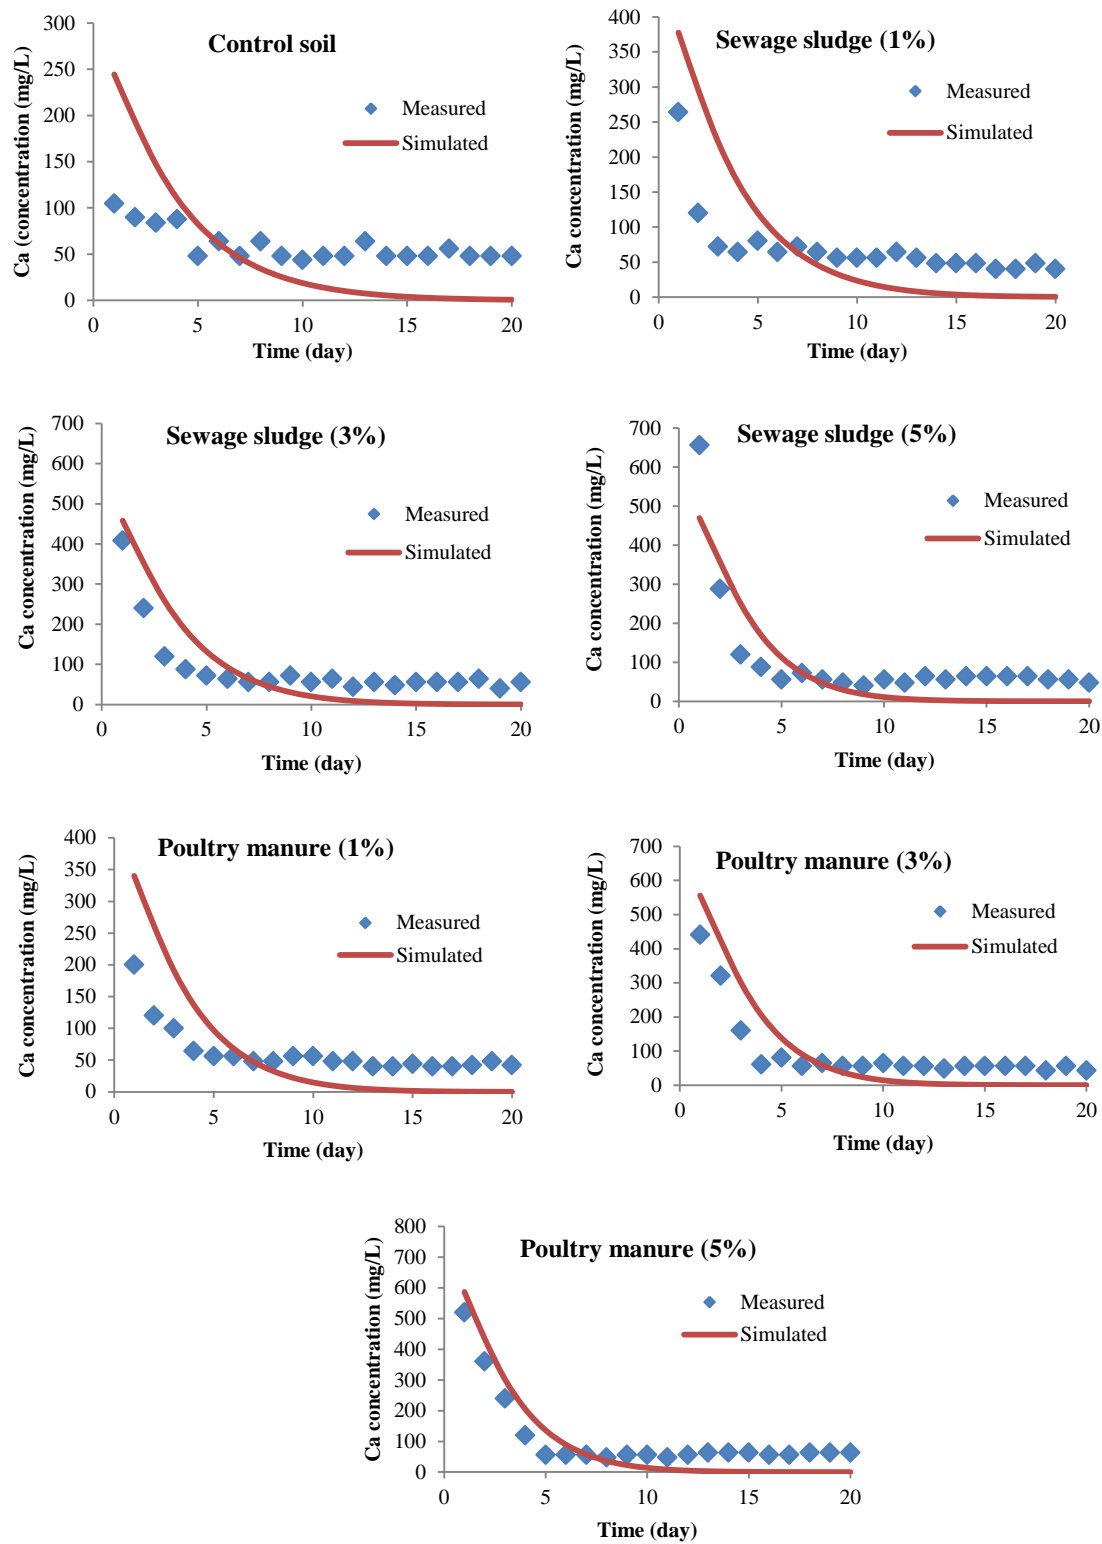 Control soil
Ca (concentration (mg/L)
300
250
200
150
100
50
0
Measured
Simulated
0 5 10 15 20
Time (day)
Sewage sludge (1%)
Ca concentration (mg/L)
400
350
300
250
200
150
100
50
0
Measured
Simulated
0 5 10 15 20
Time (day)
Sewage sludge (3%)
Ca concentration (mg/L)
700
600
500
400
300
200
100
0
Measured
Simulated
0 5 10 15 20
Time (day)
Sewage sludge (5%)
Ca concentration (mg/L)
700
600
500
400
300
200
100
0
Measured
Simulated
0 5 10 15 20
Time (day)
Poultry manure (1%)
Ca concentration (mg/L)
400
350
300
250
200
150
100
50
0
Measured
Simulated
0 5 10 15 20
Time (day)
Poultry manure (3%)
Ca concentration (mg/L)
700
600
500
400
300
200
100
0
Measured
Simulated
0 5 10 15 20
Time (day)
Poultry manure (5%)
Ca concentration (mg/L)
800
700
600
500
400
300
200
100
0
Measured
Simulated
0 5 10 15 20
Time (day)